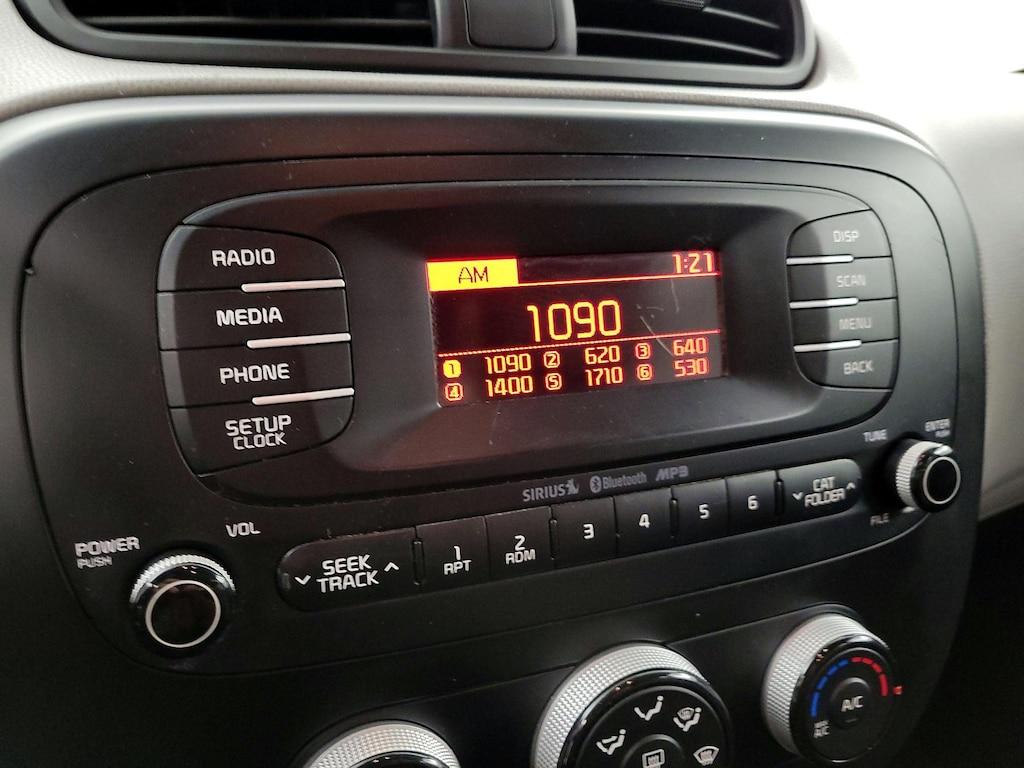 RADIO
MEDIA
PHONE
SETUP
CLOCK
AM 1:21
1090
1 1090 2 620 3 640
4 1400 5 1710 6 530
DISP
SCAN
MENU
BACK
TUNE
ENTER
PUSH
FILE
SIRIUS Bluetooth MP3
POWER
PUSH
VOL
SEEK
TRACK
1
RPT
2
RDM
3
4
5
6
CAT
FOLDER
A/C
MAX
A/C